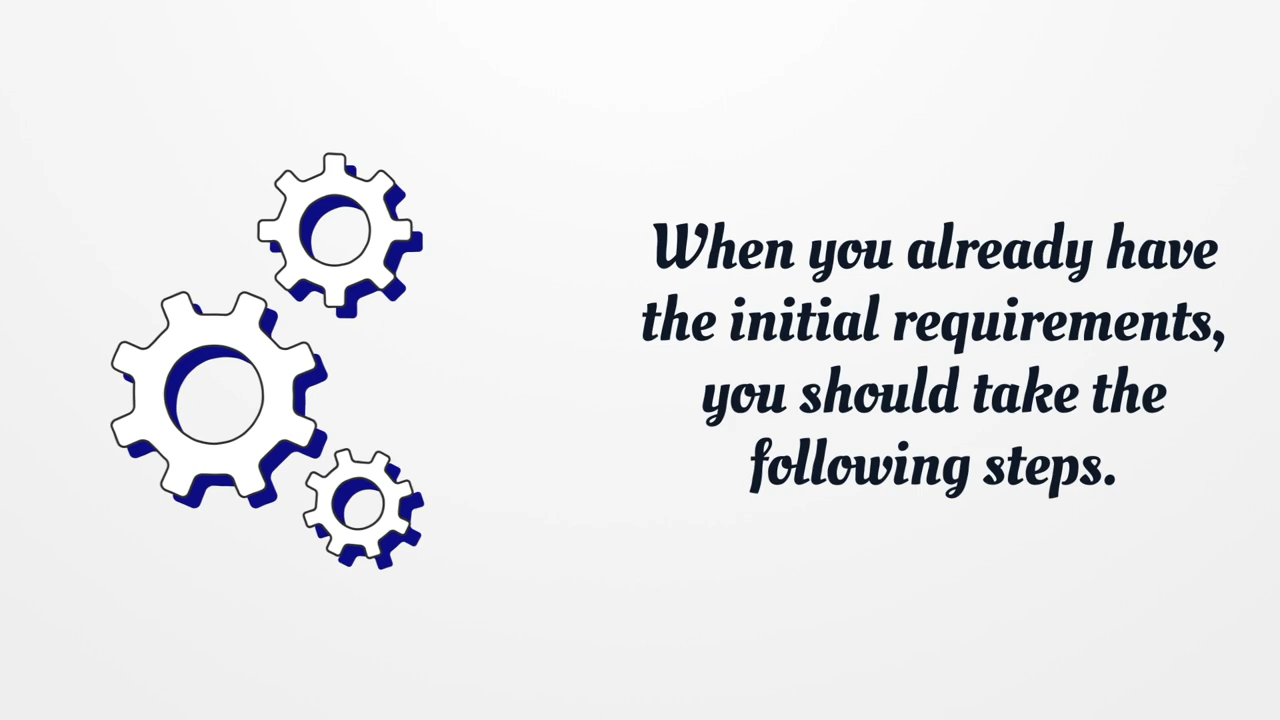 When you already have
the initial requirements,
you should take the
following steps.